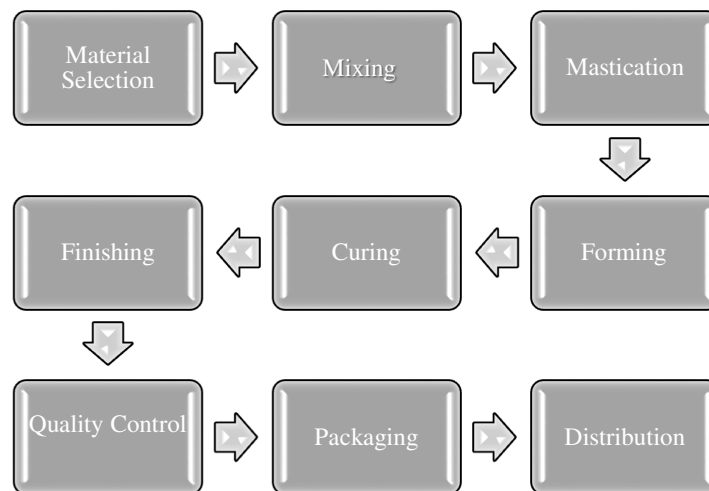 Material
Selection
Mixing
Mastication
Forming
Curing
Finishing
Quality Control
Packaging
Distribution